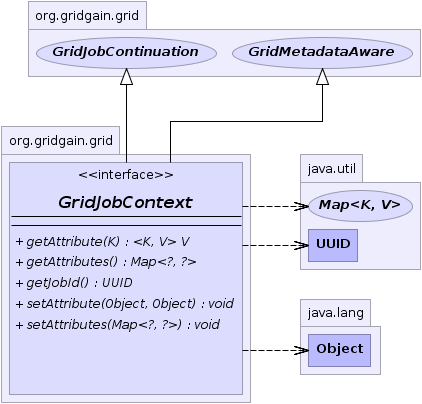 org.gridgain.grid
GridJobContinuation
GridMetadataAware
org.gridgain.grid
<<interface>>
GridJobContext
+ getAttribute(K) : <K, V> V
+ getAttributes() : Map<?, ?>
+ getJobId() : UUID
+ setAttribute(Object, Object) : void
+ setAttributes(Map<?, ?>) : void
java.util
Map<K, V>
UUID
java.lang
Object